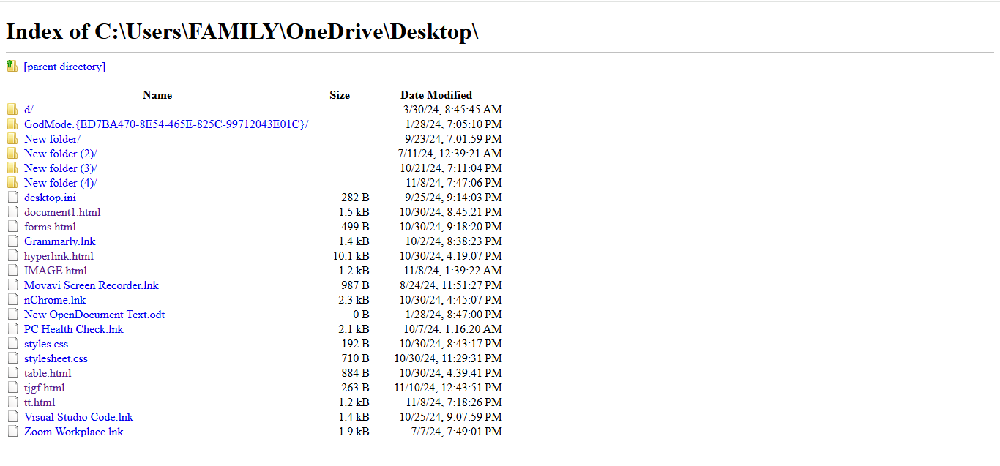 Index of C:\Users\FAMILY\OneDrive\Desktop\
[parent directory]
Name Size Date Modified
d/ 3/30/24, 8:45:45 AM
GodMode.{ED7BA470-8E54-465E-825C-99712043E01C}/ 1/28/24, 7:05:10 PM
New folder/ 9/23/24, 7:01:59 PM
New folder (2)/ 7/11/24, 12:39:21 AM
New folder (3)/ 10/21/24, 7:11:04 PM
New folder (4)/ 11/8/24, 7:47:06 PM
desktop.ini 282 B 9/25/24, 9:14:03 PM
document1.html 1.5 kB 10/30/24, 8:45:21 PM
forms.html 499 B 10/30/24, 9:18:20 PM
Grammarly.lnk 1.4 kB 10/2/24, 8:38:23 PM
hyperlink.html 10.1 kB 10/30/24, 4:19:07 PM
IMAGE.html 1.2 kB 11/8/24, 1:39:22 AM
Movavi Screen Recorder.lnk 987 B 8/24/24, 11:51:27 PM
nChrome.lnk 2.3 kB 10/30/24, 4:45:07 PM
New OpenDocument Text.odt 0 B 1/28/24, 8:47:00 PM
PC Health Check.lnk 2.1 kB 10/7/24, 1:16:20 AM
styles.css 192 B 10/30/24, 8:43:17 PM
stylesheet.css 710 B 10/30/24, 11:29:31 PM
table.html 884 B 10/30/24, 4:39:41 PM
tjgf.html 263 B 11/10/24, 12:43:51 PM
tt.html 1.2 kB 11/8/24, 7:18:26 PM
Visual Studio Code.lnk 1.4 kB 10/25/24, 9:07:59 PM
Zoom Workplace.lnk 1.9 kB 7/7/24, 7:49:01 PM